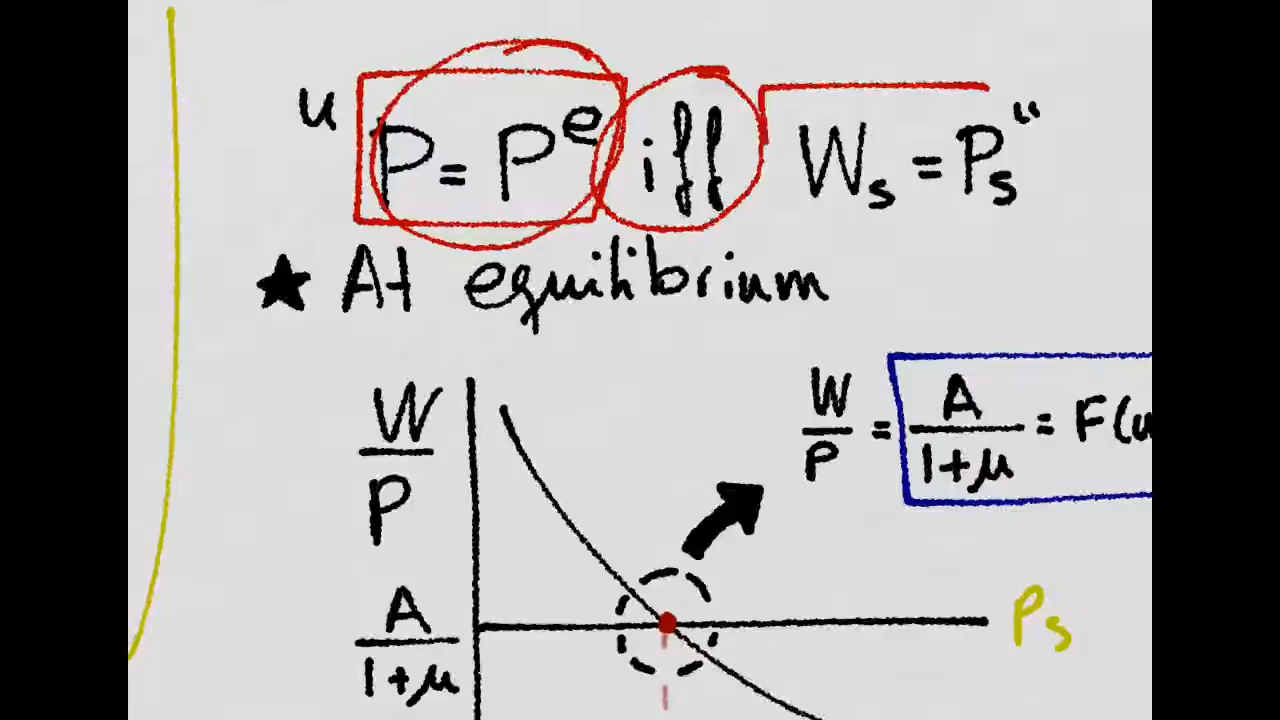 "P = Pᵉ iff Wₛ = Pₛ"
★ At equilibrium
W/P
W/P = A/1+μ = F(u
A/1+μ
Pₛ